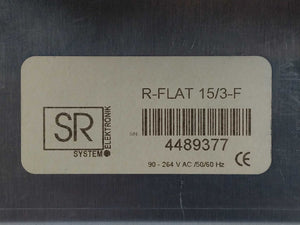 R-FLAT 15/3-F
SR
SYSTEM ELEKTRONIK
S/N:
4489377
90 - 264 V AC /50/60 Hz
CE